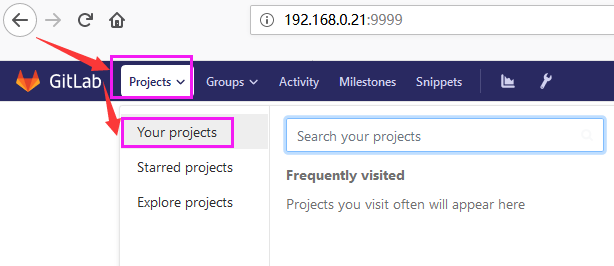 192.168.0.21:9999
GitLab Projects Groups Activity Milestones Snippets
Your projects
Search your projects
Starred projects
Frequently visited
Explore projects
Projects you visit often will appear here